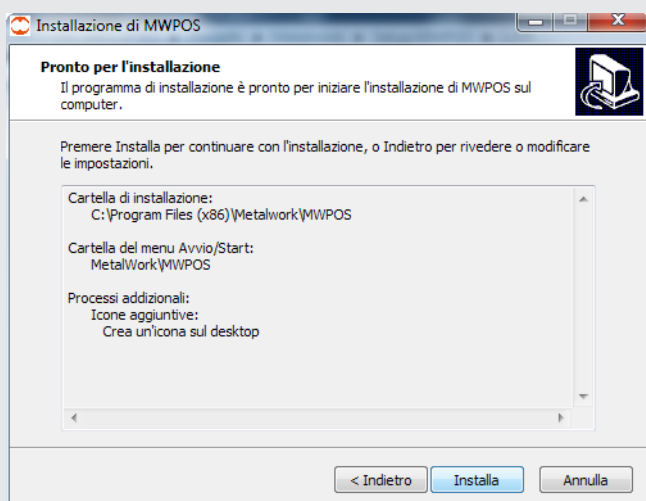 Installazione di MWPOS
Pronto per l'installazione
Il programma di installazione è pronto per iniziare l'installazione di MWPOS sul
computer.
Premere Installa per continuare con l'installazione, o Indietro per rivedere o modificare
le impostazioni.
Cartella di installazione:
C:\Program Files (x86)\Metalwork\MWPOS
Cartella del menu Avvio/Start:
MetalWork\MWPOS
Processi addizionali:
Icone aggiuntive:
Crea un'icona sul desktop
< Indietro
Installa
Annulla